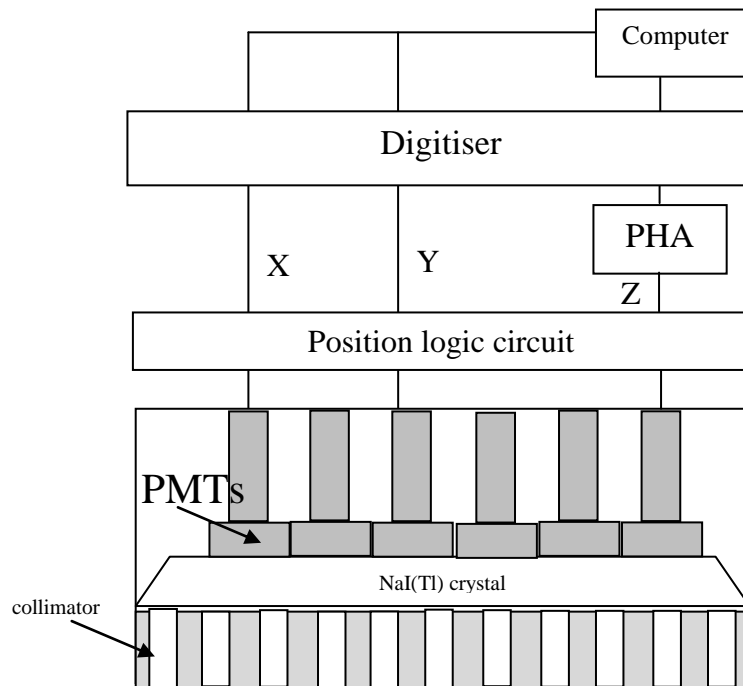 Computer
Digitiser
PHA
X
Y
Z
Position logic circuit
PMTs
NaI(Tl) crystal
collimator